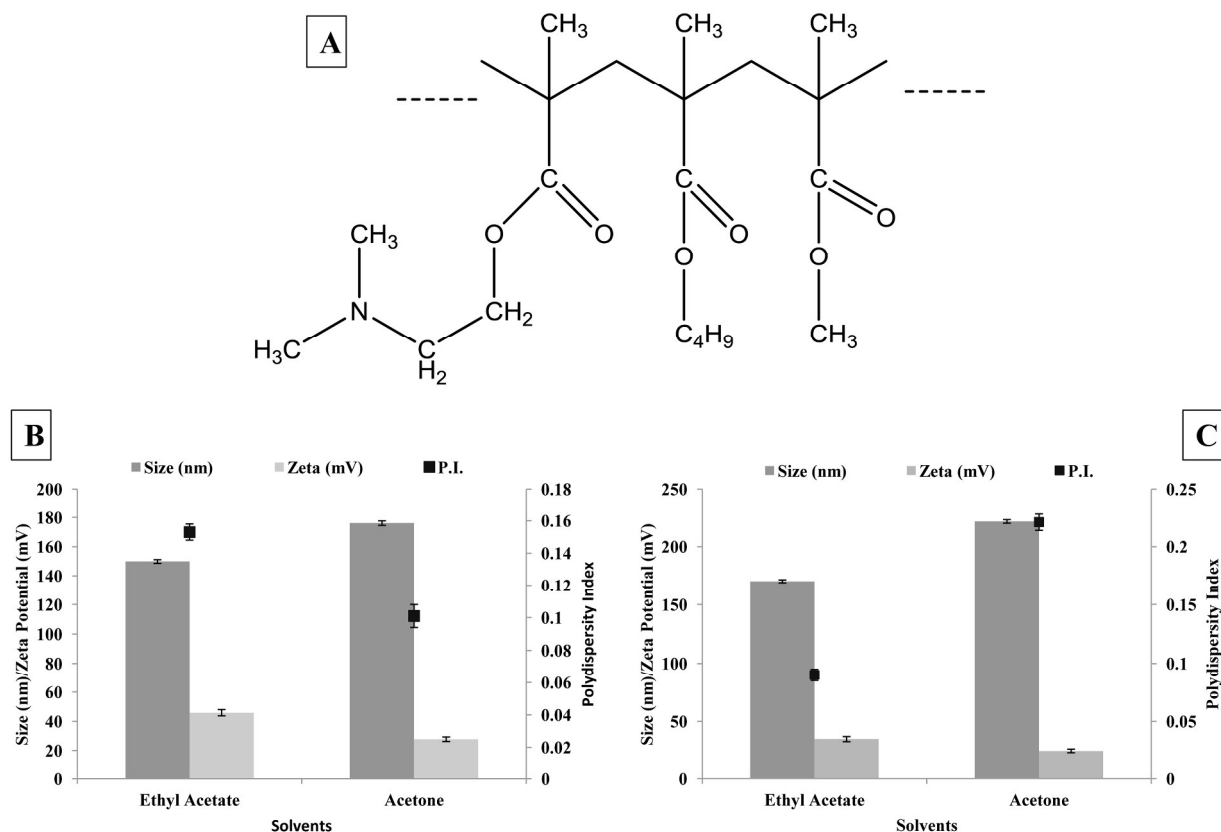 A
CH3 CH3 CH3
C C C
O O O O
CH3 O O
N CH2 C4H9 CH3
H3C C
H2
B
Size (nm) Zeta (mV) P.I.
Size (nm)/Zeta Potential (mV)
200
180
160
140
120
100
80
60
40
20
0
0.18
0.16
0.14
0.12
0.1
0.08
0.06
0.04
0.02
0
Polydispersity Index
Ethyl Acetate Acetone
Solvents
C
Size (nm) Zeta (mV) P.I.
Size (nm)/Zeta Potential (mV)
250
200
150
100
50
0
0.25
0.2
0.15
0.1
0.05
0
Polydispersity Index
Ethyl Acetate Acetone
Solvents